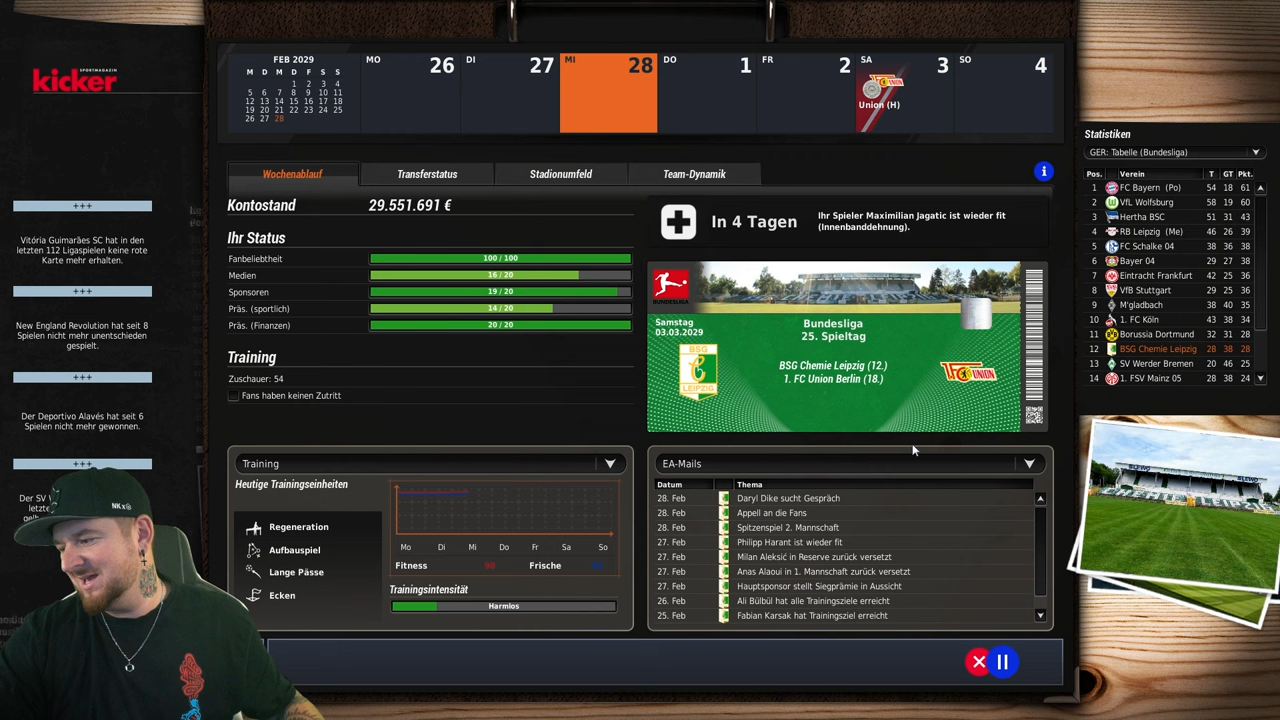 kicker
SPORTMAGAZIN
+++
Vitória Guimarães SC hat in den
letzten 112 Ligaspielen keine rote
Karte mehr erhalten.
+++
New England Revolution hat seit 8
Spielen nicht mehr unentschieden
gespielt.
+++
Der Deportivo Alavés hat seit 6
Spielen nicht mehr gewonnen.
+++
Der SV
letzte
FEB 2029
M D M D F S S
1 2 3 4
5 6 7 8 9 10 11
12 13 14 15 16 17 18
19 20 21 22 23 24 25
26 27 28
MO 26
DI 27
MI 28
DO 1
FR 2
SA 3
Union (H)
SO 4
Wochenablauf
Transferstatus
Stadionumfeld
Team-Dynamik
i
Kontostand 29.551.691 €
Ihr Status
Fanbeliebtheit 100 / 100
Medien 16 / 20
Sponsoren 19 / 20
Präs. (sportlich) 14 / 20
Präs. (Finanzen) 20 / 20
Training
Zuschauer: 54
Fans haben keinen Zutritt
In 4 Tagen
Ihr Spieler Maximilian Jagatic ist wieder fit
(Innenbanddehnung).
BUNDESLIGA
Samstag
03.03.2029
Bundesliga
25. Spieltag
BSG Chemie Leipzig (12.)
1. FC Union Berlin (18.)
BSG
LEIPZIG
Training
Heutige Trainingseinheiten
Regeneration
Aufbauspiel
Lange Pässe
Ecken
Mo Di Mi Do Fr Sa So
Fitness 98 Frische
Trainingsintensität
Harmlos
EA-Mails
Datum Thema
28. Feb Daryl Dike sucht Gespräch
28. Feb Appell an die Fans
28. Feb Spitzenspiel 2. Mannschaft
27. Feb Philipp Harant ist wieder fit
27. Feb Milan Aleksić in Reserve zurück versetzt
27. Feb Anas Alaoui in 1. Mannschaft zurück versetzt
27. Feb Hauptsponsor stellt Siegprämie in Aussicht
26. Feb Ali Bülbül hat alle Trainingsziele erreicht
25. Feb Fabian Karsak hat Trainingsziel erreicht
Statistiken
GER: Tabelle (Bundesliga)
Pos. Verein T GT Pkt.
1 FC Bayern (Po) 54 18 61
2 VfL Wolfsburg 58 19 60
3 Hertha BSC 51 31 43
4 RB Leipzig (Me) 46 26 39
5 FC Schalke 04 38 36 38
6 Bayer 04 29 27 38
7 Eintracht Frankfurt 42 25 36
8 VfB Stuttgart 29 25 36
9 M'gladbach 38 40 35
10 1. FC Köln 43 38 34
11 Borussia Dortmund 32 31 28
12 BSG Chemie Leipzig 28 38 28
13 SV Werder Bremen 20 46 25
14 1. FSV Mainz 05 28 38 24